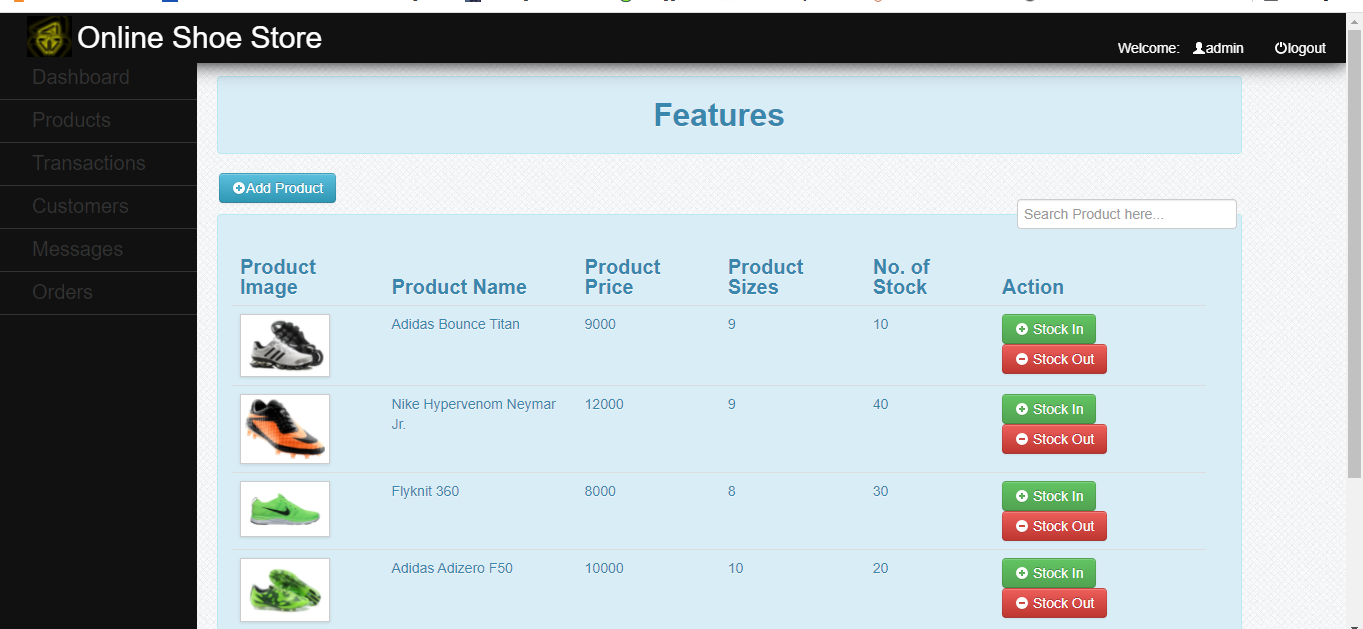 Online Shoe Store
Welcome: admin logout
Dashboard
Products
Transactions
Customers
Messages
Orders
Features
Add Product
Search Product here...
Product Image Product Name Product Price Product Sizes No. of Stock Action
Adidas Bounce Titan 9000 9 10 Stock In
Stock Out
Nike Hypervenom Neymar Jr. 12000 9 40 Stock In
Stock Out
Flyknit 360 8000 8 30 Stock In
Stock Out
Adidas Adizero F50 10000 10 20 Stock In
Stock Out